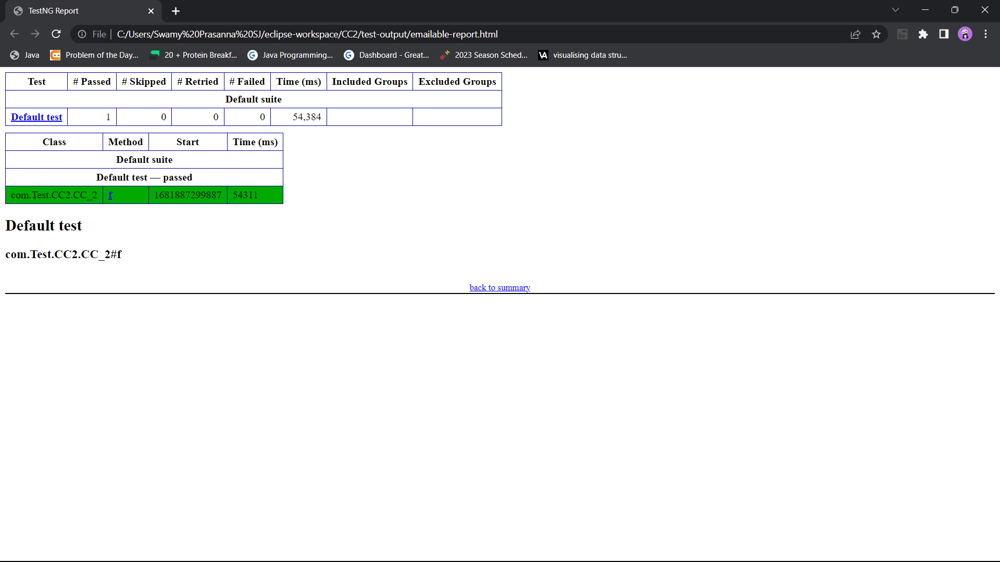 TestNG Report
File
C:/Users/Swamy%20Prasanna%20SJ/eclipse-workspace/CC2/test-output/emailable-report.html
Java Problem of the Day... 20 + Protein Breakf... Java Programming... Dashboard - Great... 2023 Season Sched... visualising data stru...
Test # Passed # Skipped # Retried # Failed Time (ms) Included Groups Excluded Groups
Default suite
Default test 1 0 0 0 54,384
Class Method Start Time (ms)
Default suite
Default test — passed
com.Test.CC2.CC_2 f 1681887299887 54311
Default test
com.Test.CC2.CC_2#f
back to summary